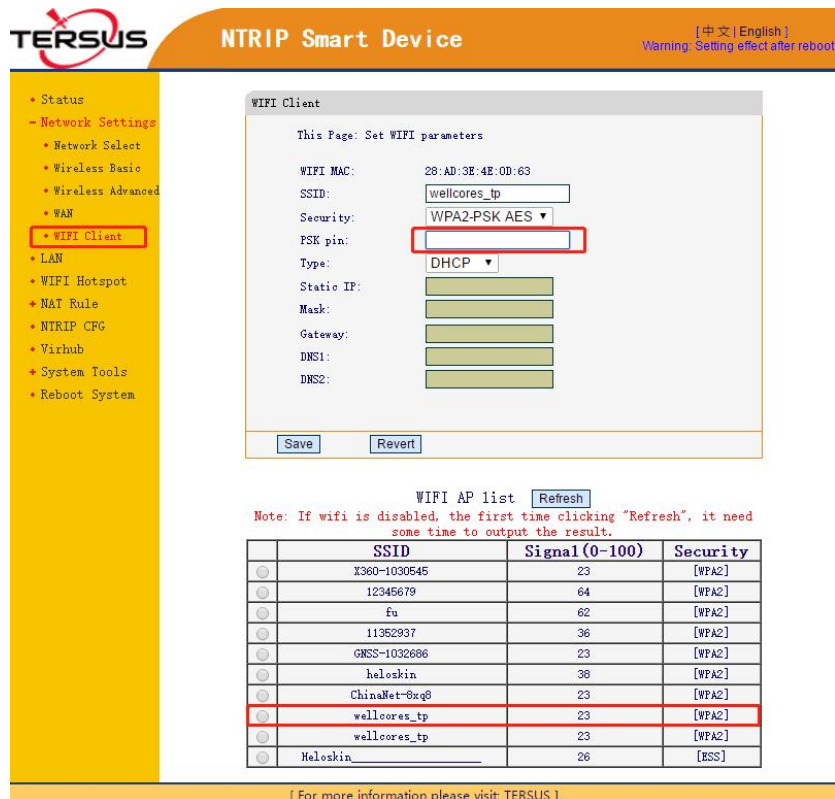 TERSUS
NTRIP Smart Device
[ 中文 | English ]
Warning: Setting effect after reboot
Status
Network Settings
Network Select
Wireless Basic
Wireless Advanced
WAN
WIFI Client
LAN
WIFI Hotspot
NAT Rule
NTRIP CFG
Virhub
System Tools
Reboot System
WIFI Client
This Page: Set WIFI parameters
WIFI MAC: 28:AD:3E:4E:0D:63
SSID: wellcores_tp
Security: WPA2-PSK AES
PSK pin:
Type: DHCP
Static IP:
Mask:
Gateway:
DNS1:
DNS2:
Save Revert
WIFI AP list Refresh
Note: If wifi is disabled, the first time clicking "Refresh", it need
some time to output the result.
SSID Signal(0-100) Security
X360-1030545 23 [WPA2]
12345679 64 [WPA2]
fu 62 [WPA2]
11352937 36 [WPA2]
GNSS-1032686 23 [WPA2]
heloskin 38 [WPA2]
ChinaNet-8xq8 23 [WPA2]
wellcores_tp 23 [WPA2]
wellcores_tp 23 [WPA2]
Heloskin____________________ 26 [ESS]
[ For more information please visit: TERSUS ]